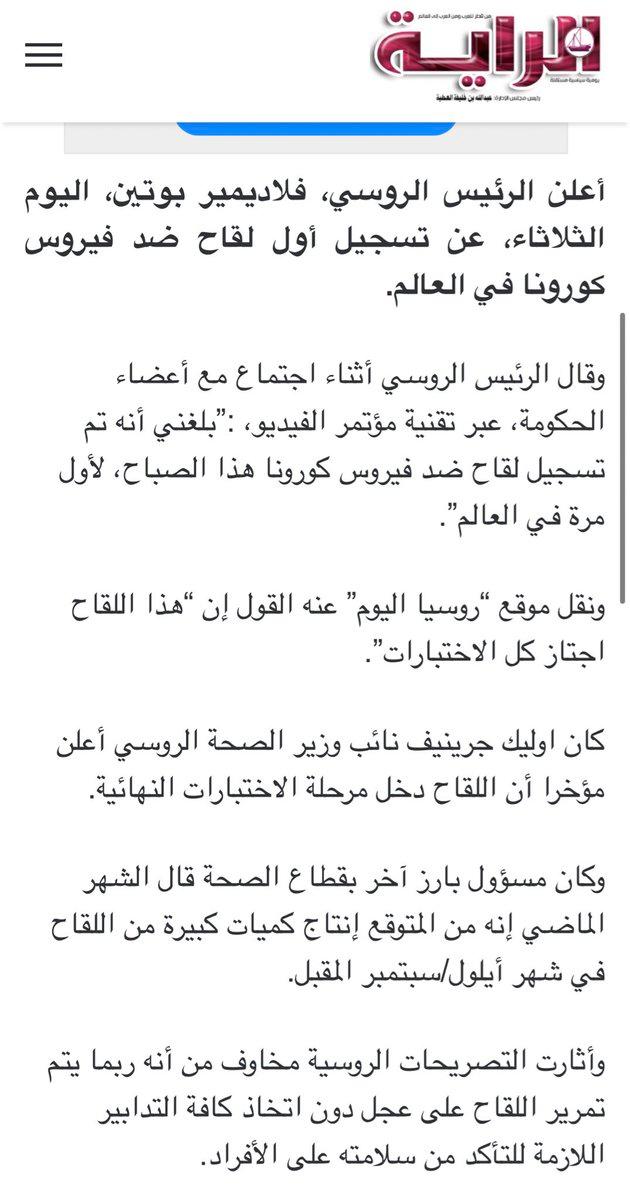 من قطر للعرب ومن العرب إلى العالم
الراية
يومية سياسية مستقلة
رئيس مجلس الإدارة: عبدالله بن خليفة العطية
أعلن الرئيس الروسي، فلاديمير بوتين، اليوم
الثلاثاء، عن تسجيل أول لقاح ضد فيروس
كورونا في العالم.
وقال الرئيس الروسي أثناء اجتماع مع أعضاء
الحكومة، عبر تقنية مؤتمر الفيديو، :”بلغني أنه تم
تسجيل لقاح ضد فيروس كورونا هذا الصباح، لأول
مرة في العالم”.
ونقل موقع “روسيا اليوم” عنه القول إن “هذا اللقاح
اجتاز كل الاختبارات”.
كان اوليك جرينيف نائب وزير الصحة الروسي أعلن
مؤخرا أن اللقاح دخل مرحلة الاختبارات النهائية.
وكان مسؤول بارز آخر بقطاع الصحة قال الشهر
الماضي إنه من المتوقع إنتاج كميات كبيرة من اللقاح
في شهر أيلول/سبتمبر المقبل.
وأثارت التصريحات الروسية مخاوف من أنه ربما يتم
تمرير اللقاح على عجل دون اتخاذ كافة التدابير
اللازمة للتأكد من سلامته على الأفراد.